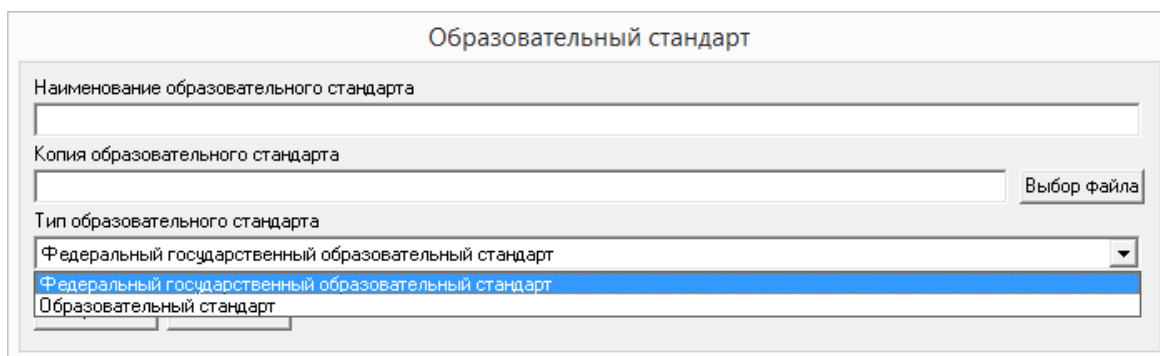 Образовательный стандарт
Наименование образовательного стандарта
Копия образовательного стандарта
Выбор файла
Тип образовательного стандарта
Федеральный государственный образовательный стандарт
Федеральный государственный образовательный стандарт
Образовательный стандарт